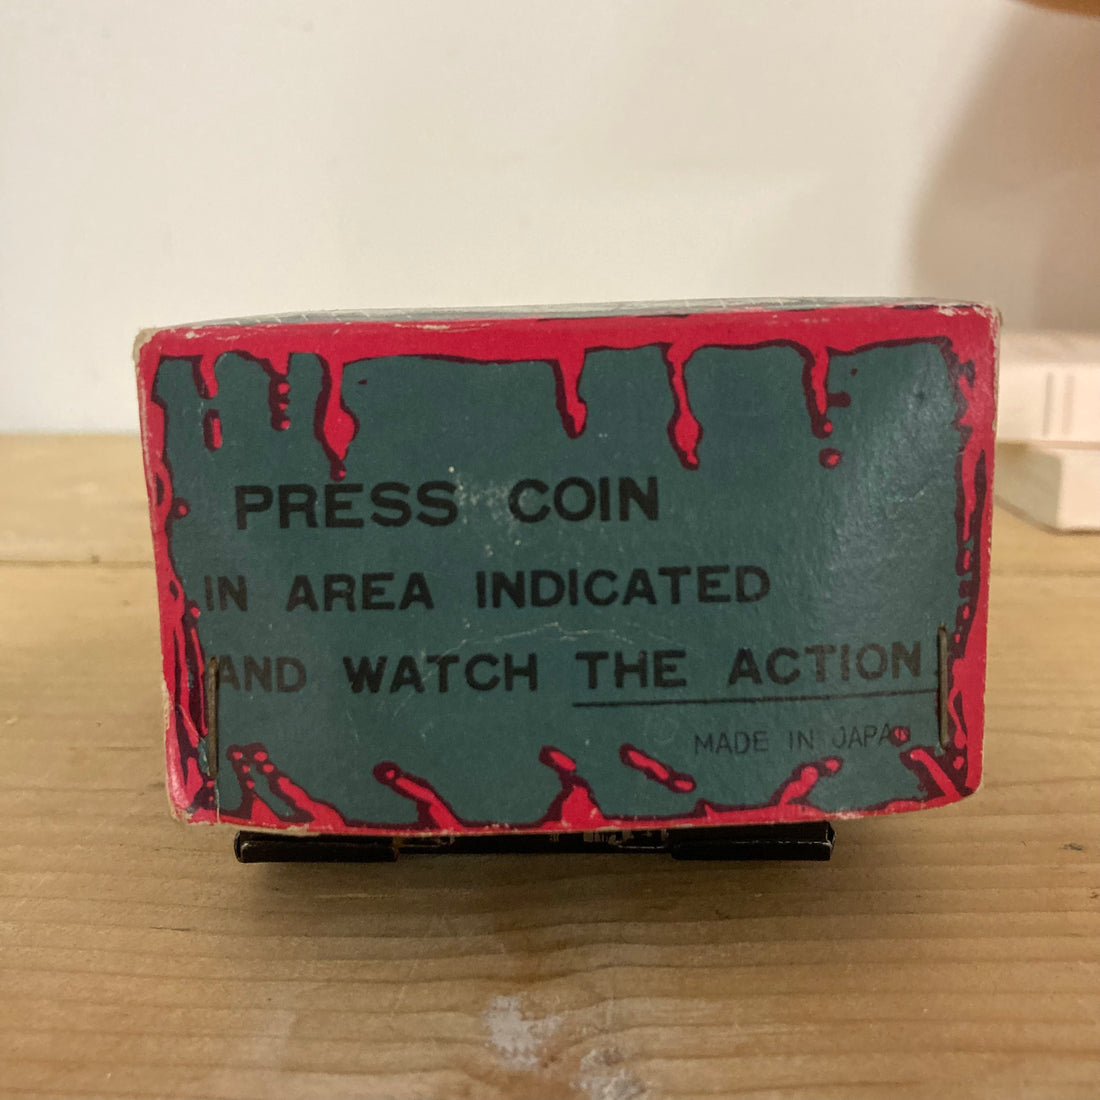 PRESS COIN
IN AREA INDICATED
AND WATCH THE ACTION
MADE IN JAPAN